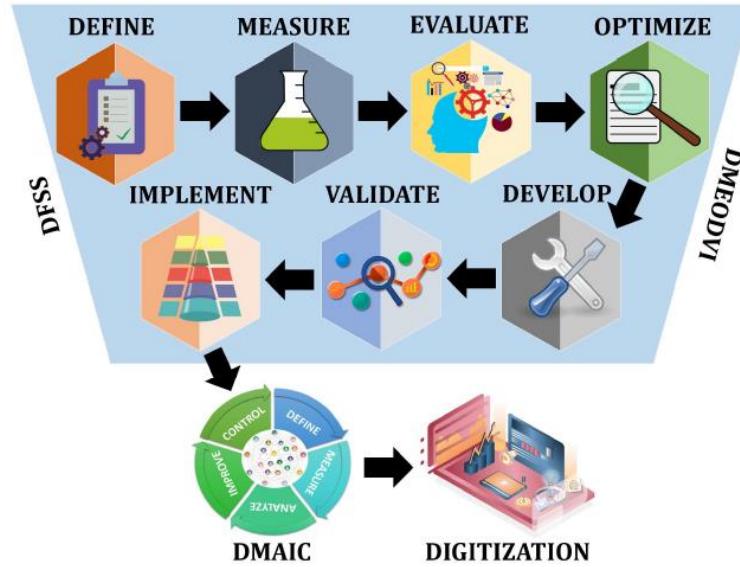 DEFINE
MEASURE
EVALUATE
OPTIMIZE
DFSS
DMEODVI
IMPLEMENT
VALIDATE
DEVELOP
CONTROL
DEFINE
MEASURE
ANALYZE
IMPROVE
DMAIC
DIGITIZATION